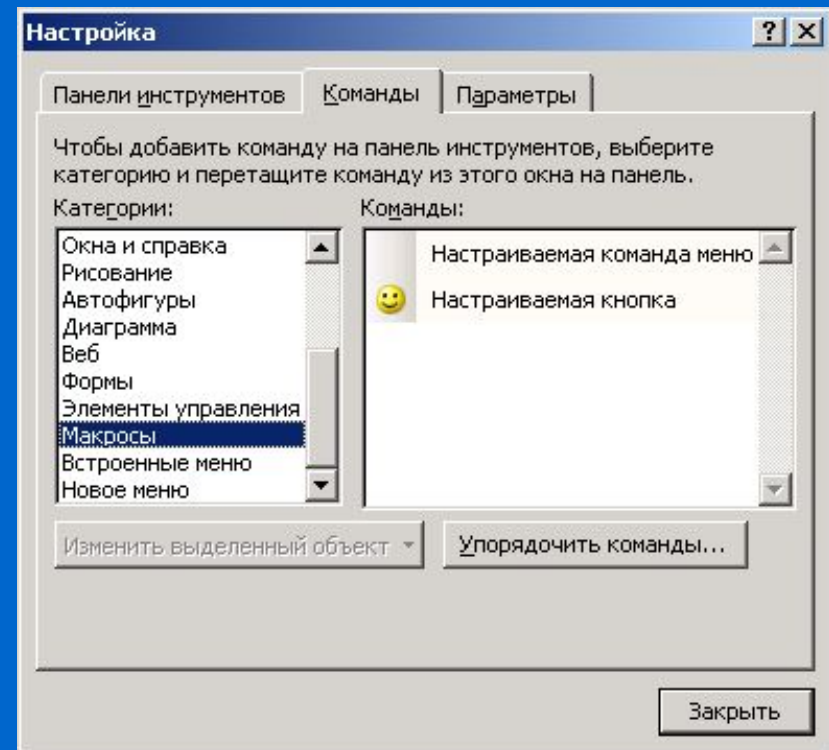 Настройка
Панели инструментов Команды Параметры
Чтобы добавить команду на панель инструментов, выберите
категорию и перетащите команду из этого окна на панель.
Категории:
Окна и справка
Рисование
Автофигуры
Диаграмма
Веб
Формы
Элементы управления
Макросы
Встроенные меню
Новое меню
Команды:
Настраиваемая команда меню
Настраиваемая кнопка
Изменить выделенный объект
Упорядочить команды...
Закрыть